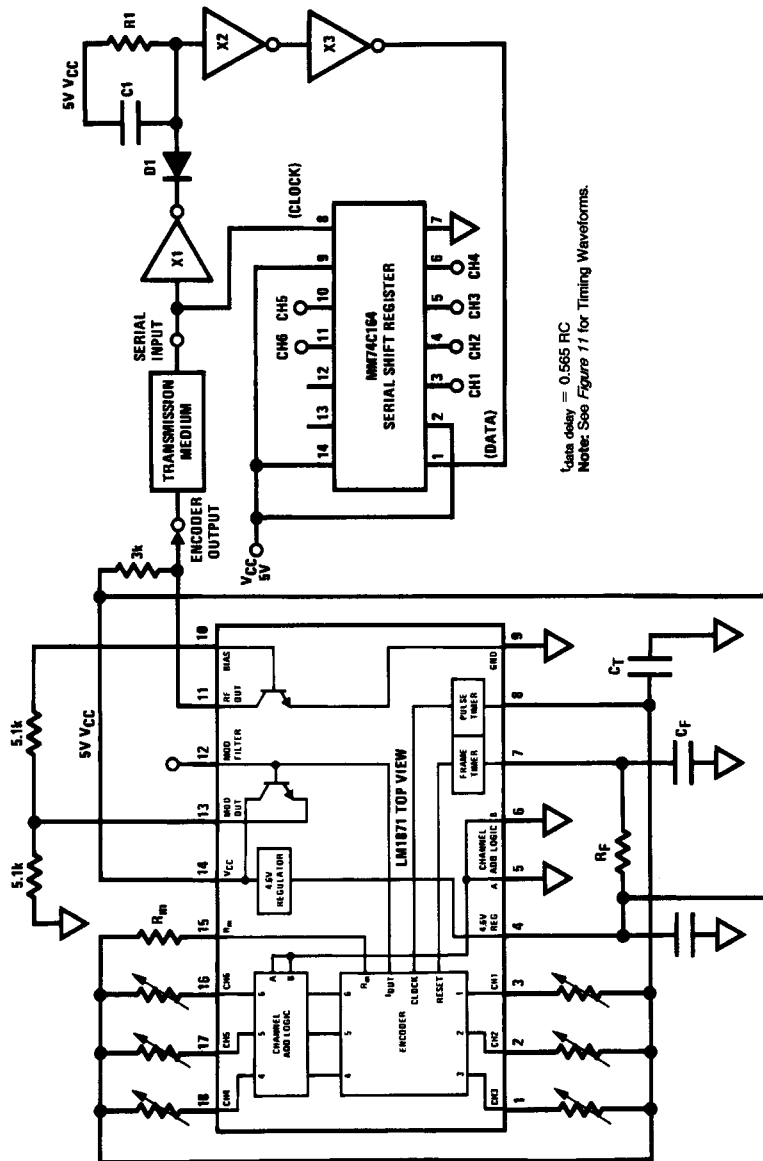 5V VCC
R1
C1
D1
X1
X2
X3
SERIAL
INPUT
(CLOCK)
TRANSMISSION
MEDIUM
ENCODER
OUTPUT
3k
CH6
CH5
14
13
12
11
10
9
8
MM74C164
SERIAL SHIFT REGISTER
1
2
3
4
5
6
7
VCC
5V
(DATA)
CH1
CH2
CH3
CH4
tdata delay = 0.565 RC
Note: See Figure 11 for Timing Waveforms.
5.1k
5.1k
5V VCC
Rm
18
17
16
15
14
13
12
11
10
CH4
CH5
CH6
Rm
VCC
MOD
OUT
MOD
FILTER
RF
OUT
BIAS
4.6V
REGULATOR
LM1871 TOP VIEW
4
5
6
CHANNEL
ADD LOGIC
A
B
4
5
6
Rm
IOUT
CLOCK
RESET
ENCODER
3
2
1
FRAME
TIMER
PULSE
TIMER
CH3
CH2
CH1
4.6V
REG
A
CHANNEL
ADD LOGIC
B
GND
1
2
3
4
5
6
7
8
9
RF
CF
CT